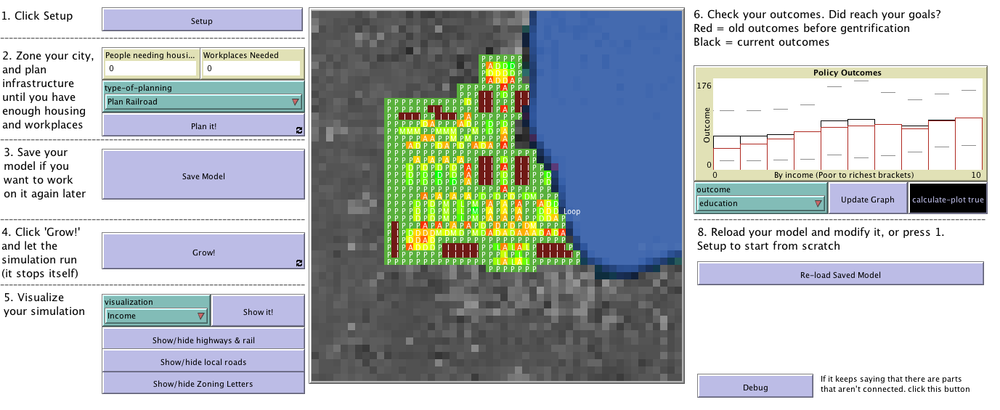 1. Click Setup
Setup
2. Zone your city,
and plan
infrastructure
until you have
enough housing
and workplaces
People needing housi...
0
Workplaces Needed
0
type-of-planning
Plan Railroad
Plan it!
3. Save your
model if you
want to work
on it again later
Save Model
4. Click 'Grow!'
and let the
simulation run
(it stops itself)
Grow!
5. Visualize
your simulation
visualization
Income
Show it!
Show/hide highways & rail
Show/hide local roads
Show/hide Zoning Letters
Loop
6. Check your outcomes. Did reach your goals?
Red = old outcomes before gentrification
Black = current outcomes
Policy Outcomes
176
Outcome
0
0
By income (Poor to richest brackets)
10
outcome
education
Update Graph
calculate-plot true
8. Reload your model and modify it, or press 1.
Setup to start from scratch
Re-load Saved Model
Debug
If it keeps saying that there are parts
that aren't connected. click this button